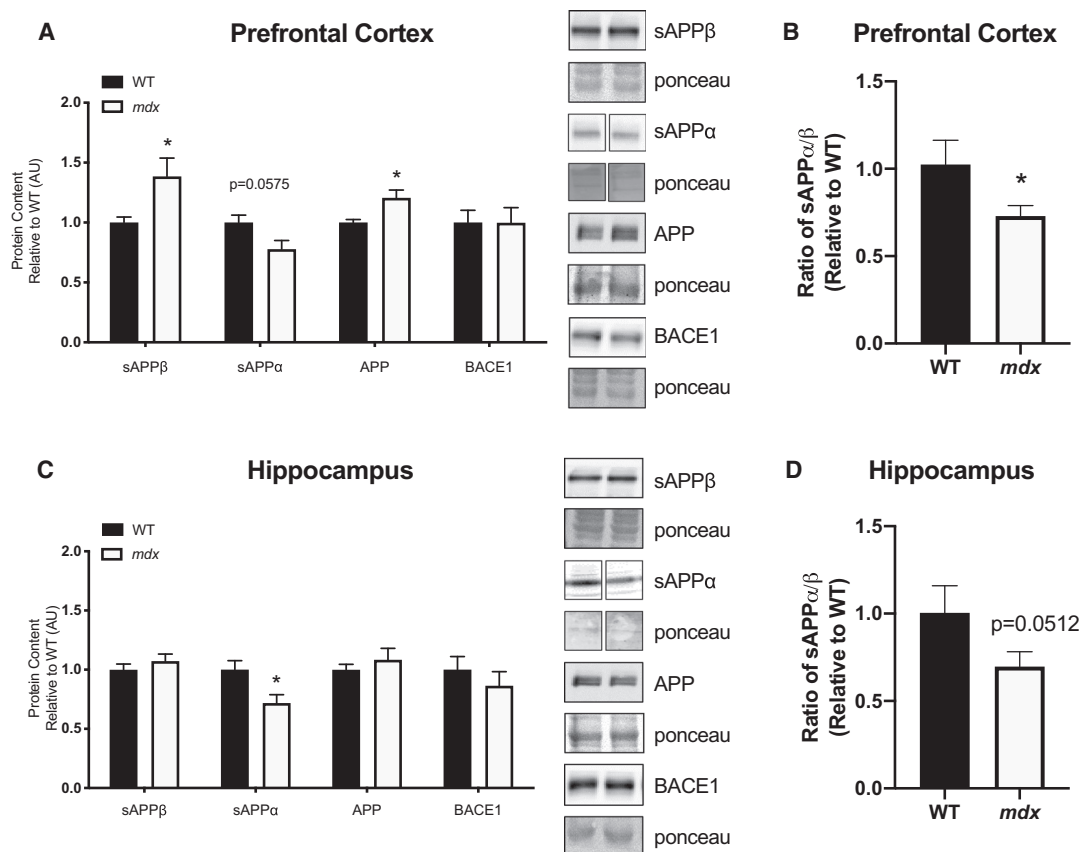 A
Prefrontal Cortex
WT
mdx
Protein Content
Relative to WT (AU)
2.0
1.5
1.0
0.5
0.0
*
p=0.0575
*
sAPPβ
sAPPα
APP
BACE1
sAPPβ
ponceau
sAPPα
ponceau
APP
ponceau
BACE1
ponceau
B
Prefrontal Cortex
Ratio of sAPPα/β
(Relative to WT)
1.5
1.0
0.5
0.0
*
WT
mdx
C
Hippocampus
WT
mdx
Protein Content
Relative to WT (AU)
2.0
1.5
1.0
0.5
0.0
*
sAPPβ
sAPPα
APP
BACE1
sAPPβ
ponceau
sAPPα
ponceau
APP
ponceau
BACE1
ponceau
D
Hippocampus
Ratio of sAPPα/β
(Relative to WT)
1.5
1.0
0.5
0.0
p=0.0512
WT
mdx